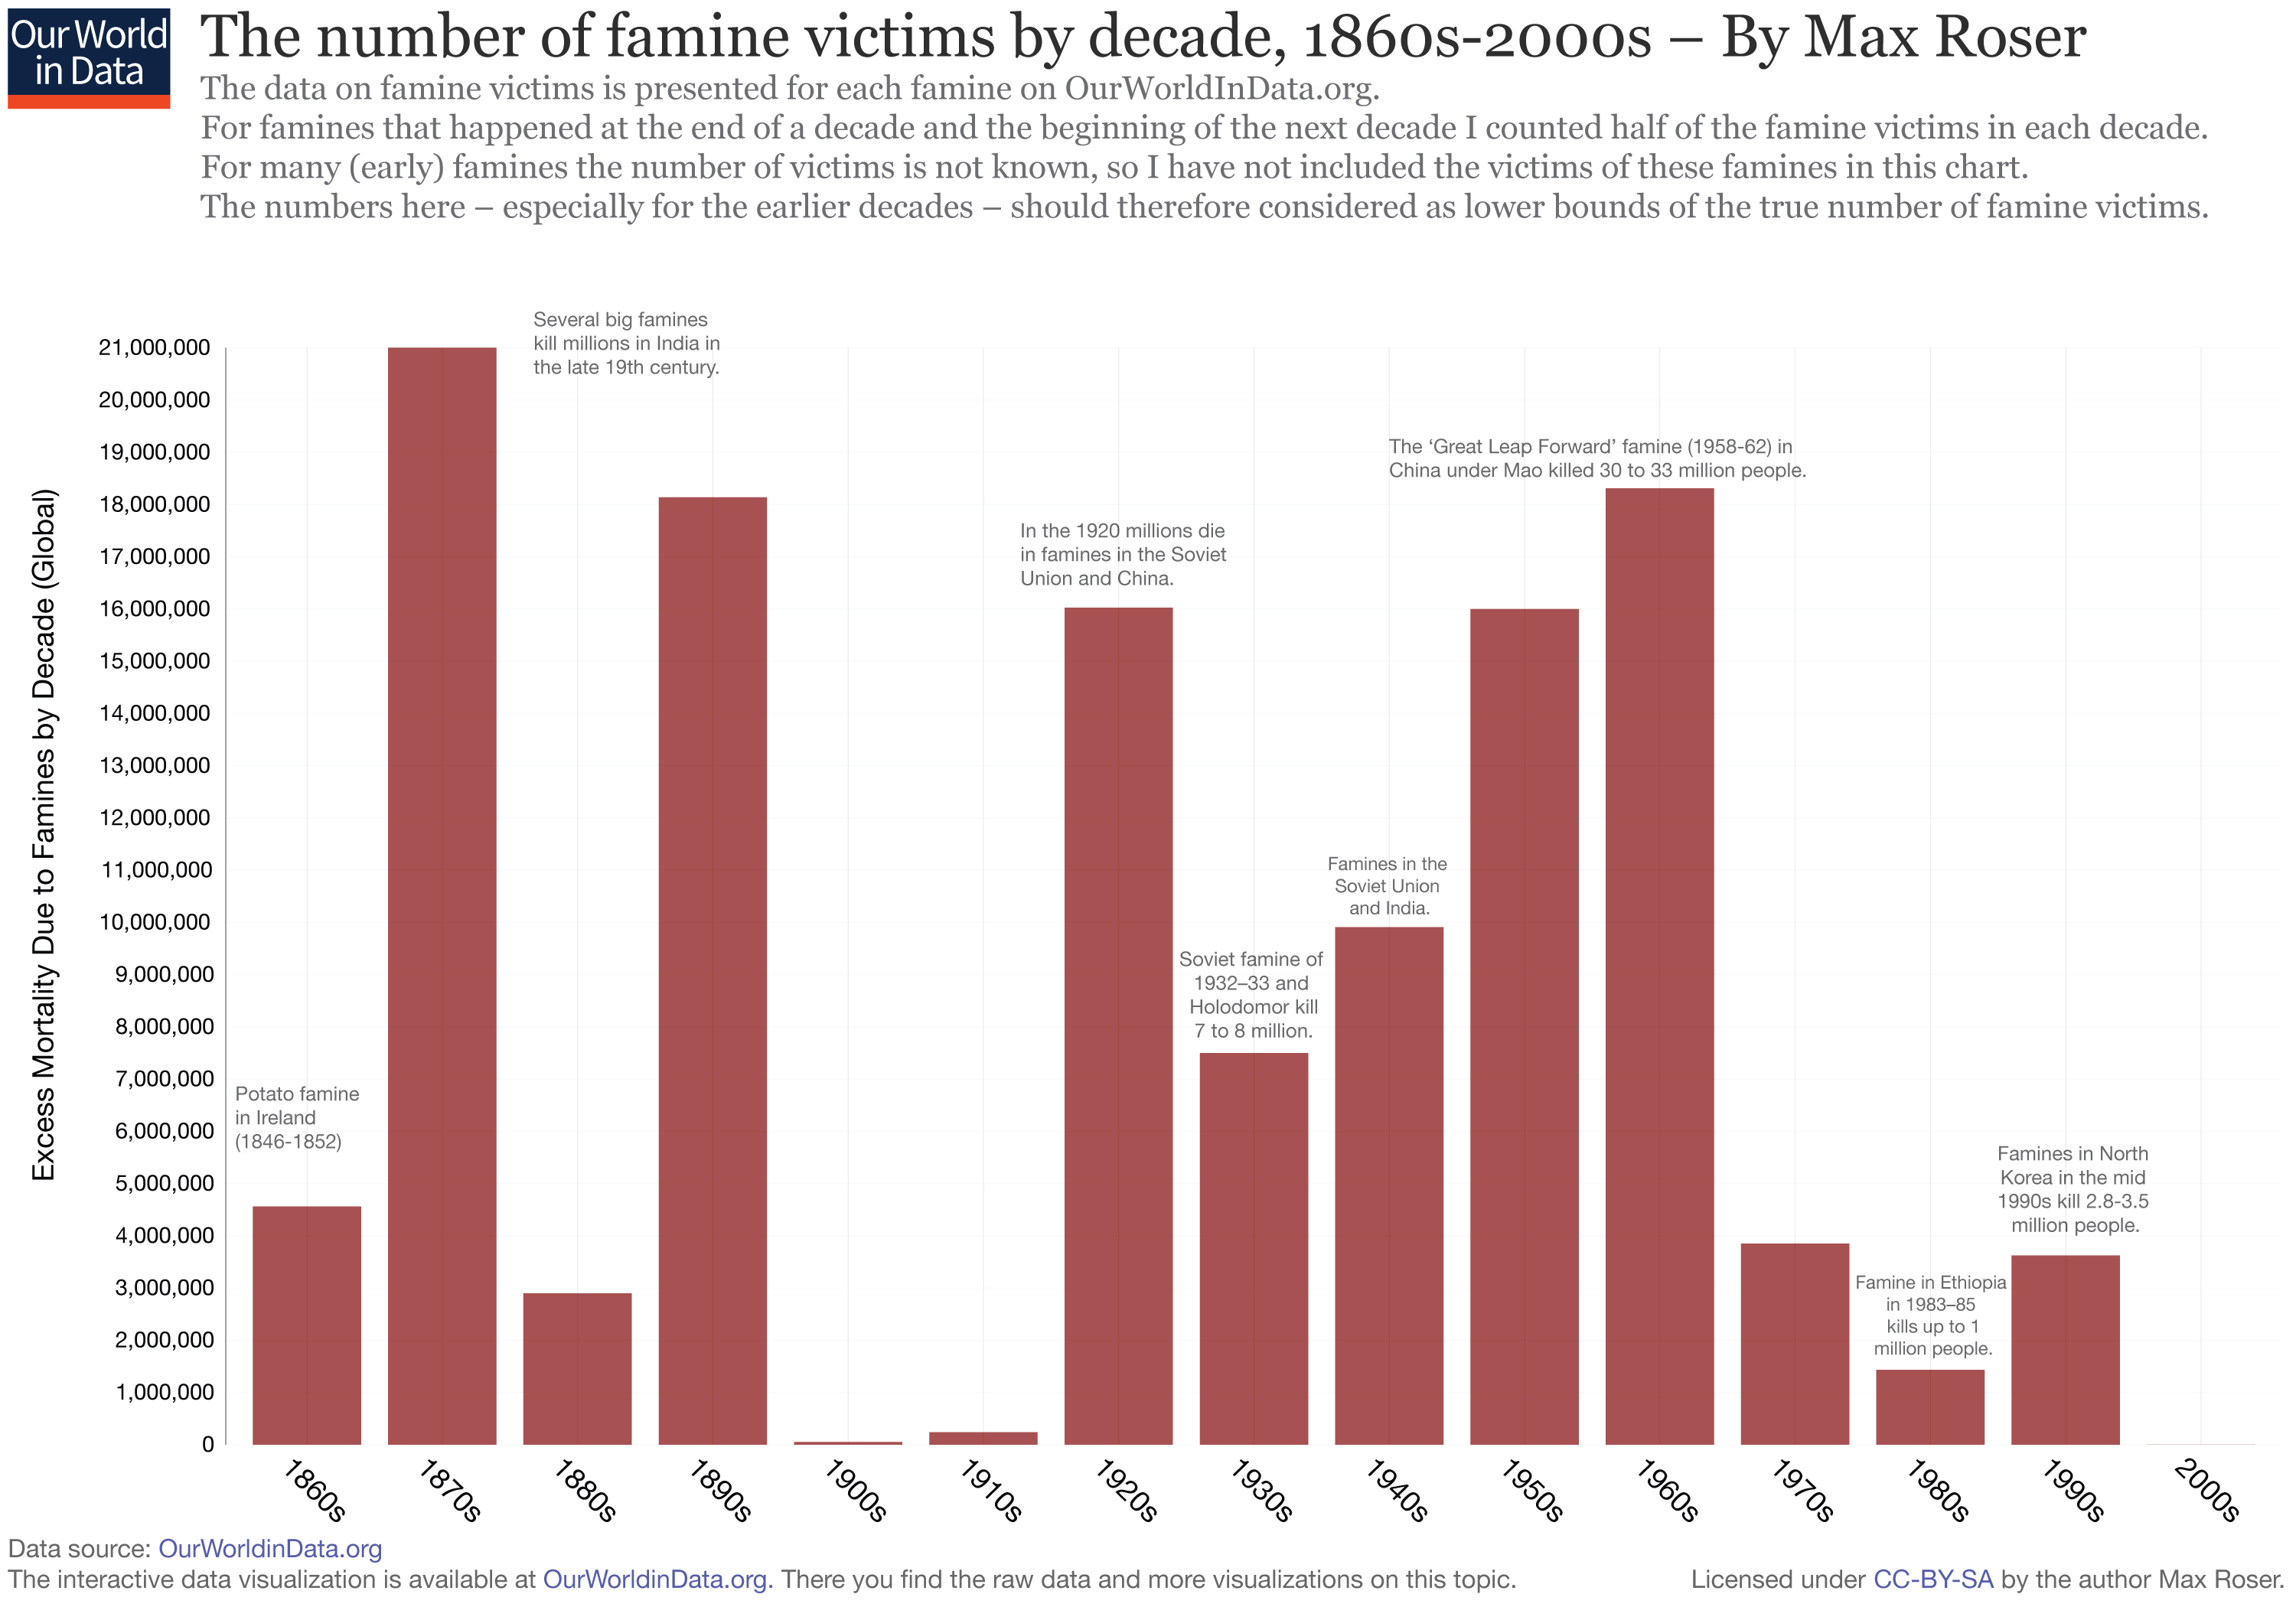 Our World
in Data
The number of famine victims by decade, 1860s-2000s – By Max Roser
The data on famine victims is presented for each famine on OurWorldInData.org.
For famines that happened at the end of a decade and the beginning of the next decade I counted half of the famine victims in each decade.
For many (early) famines the number of victims is not known, so I have not included the victims of these famines in this chart.
The numbers here – especially for the earlier decades – should therefore considered as lower bounds of the true number of famine victims.
Excess Mortality Due to Famines by Decade (Global)
21,000,000
20,000,000
19,000,000
18,000,000
17,000,000
16,000,000
15,000,000
14,000,000
13,000,000
12,000,000
11,000,000
10,000,000
9,000,000
8,000,000
7,000,000
6,000,000
5,000,000
4,000,000
3,000,000
2,000,000
1,000,000
0
Potato famine
in Ireland
(1846-1852)
Several big famines
kill millions in India in
the late 19th century.
In the 1920 millions die
in famines in the Soviet
Union and China.
Soviet famine of
1932–33 and
Holodomor kill
7 to 8 million.
Famines in the
Soviet Union
and India.
The ‘Great Leap Forward’ famine (1958-62) in
China under Mao killed 30 to 33 million people.
Famine in Ethiopia
in 1983–85
kills up to 1
million people.
Famines in North
Korea in the mid
1990s kill 2.8-3.5
million people.
1860s
1870s
1880s
1890s
1900s
1910s
1920s
1930s
1940s
1950s
1960s
1970s
1980s
1990s
2000s
Data source: OurWorldinData.org
The interactive data visualization is available at OurWorldinData.org. There you find the raw data and more visualizations on this topic.
Licensed under CC-BY-SA by the author Max Roser.